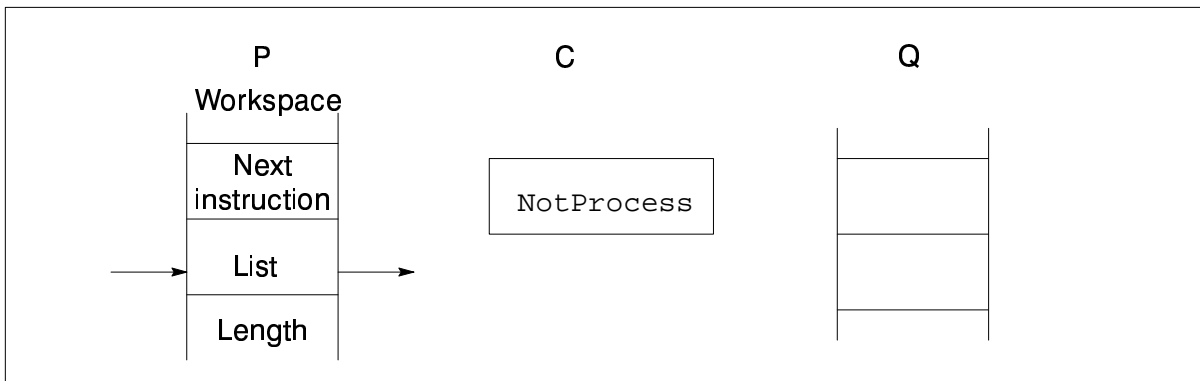 P
C
Q
Workspace
Next
instruction
NotProcess
List
Length